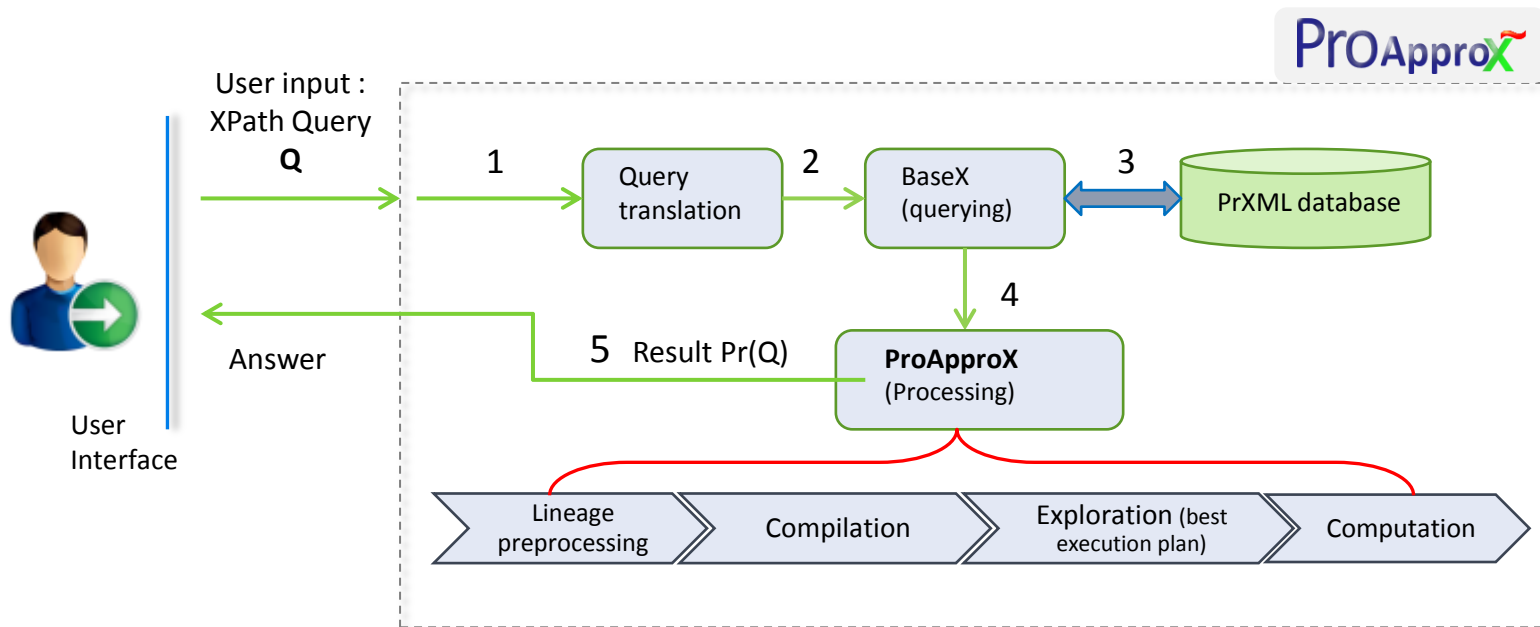 ProApproX
User input :
XPath Query
Q
1
Query
translation
2
BaseX
(querying)
3
PrXML database
4
5 Result Pr(Q)
Answer
ProApproX
(Processing)
User
Interface
Lineage
preprocessing
Compilation
Exploration (best
execution plan)
Computation